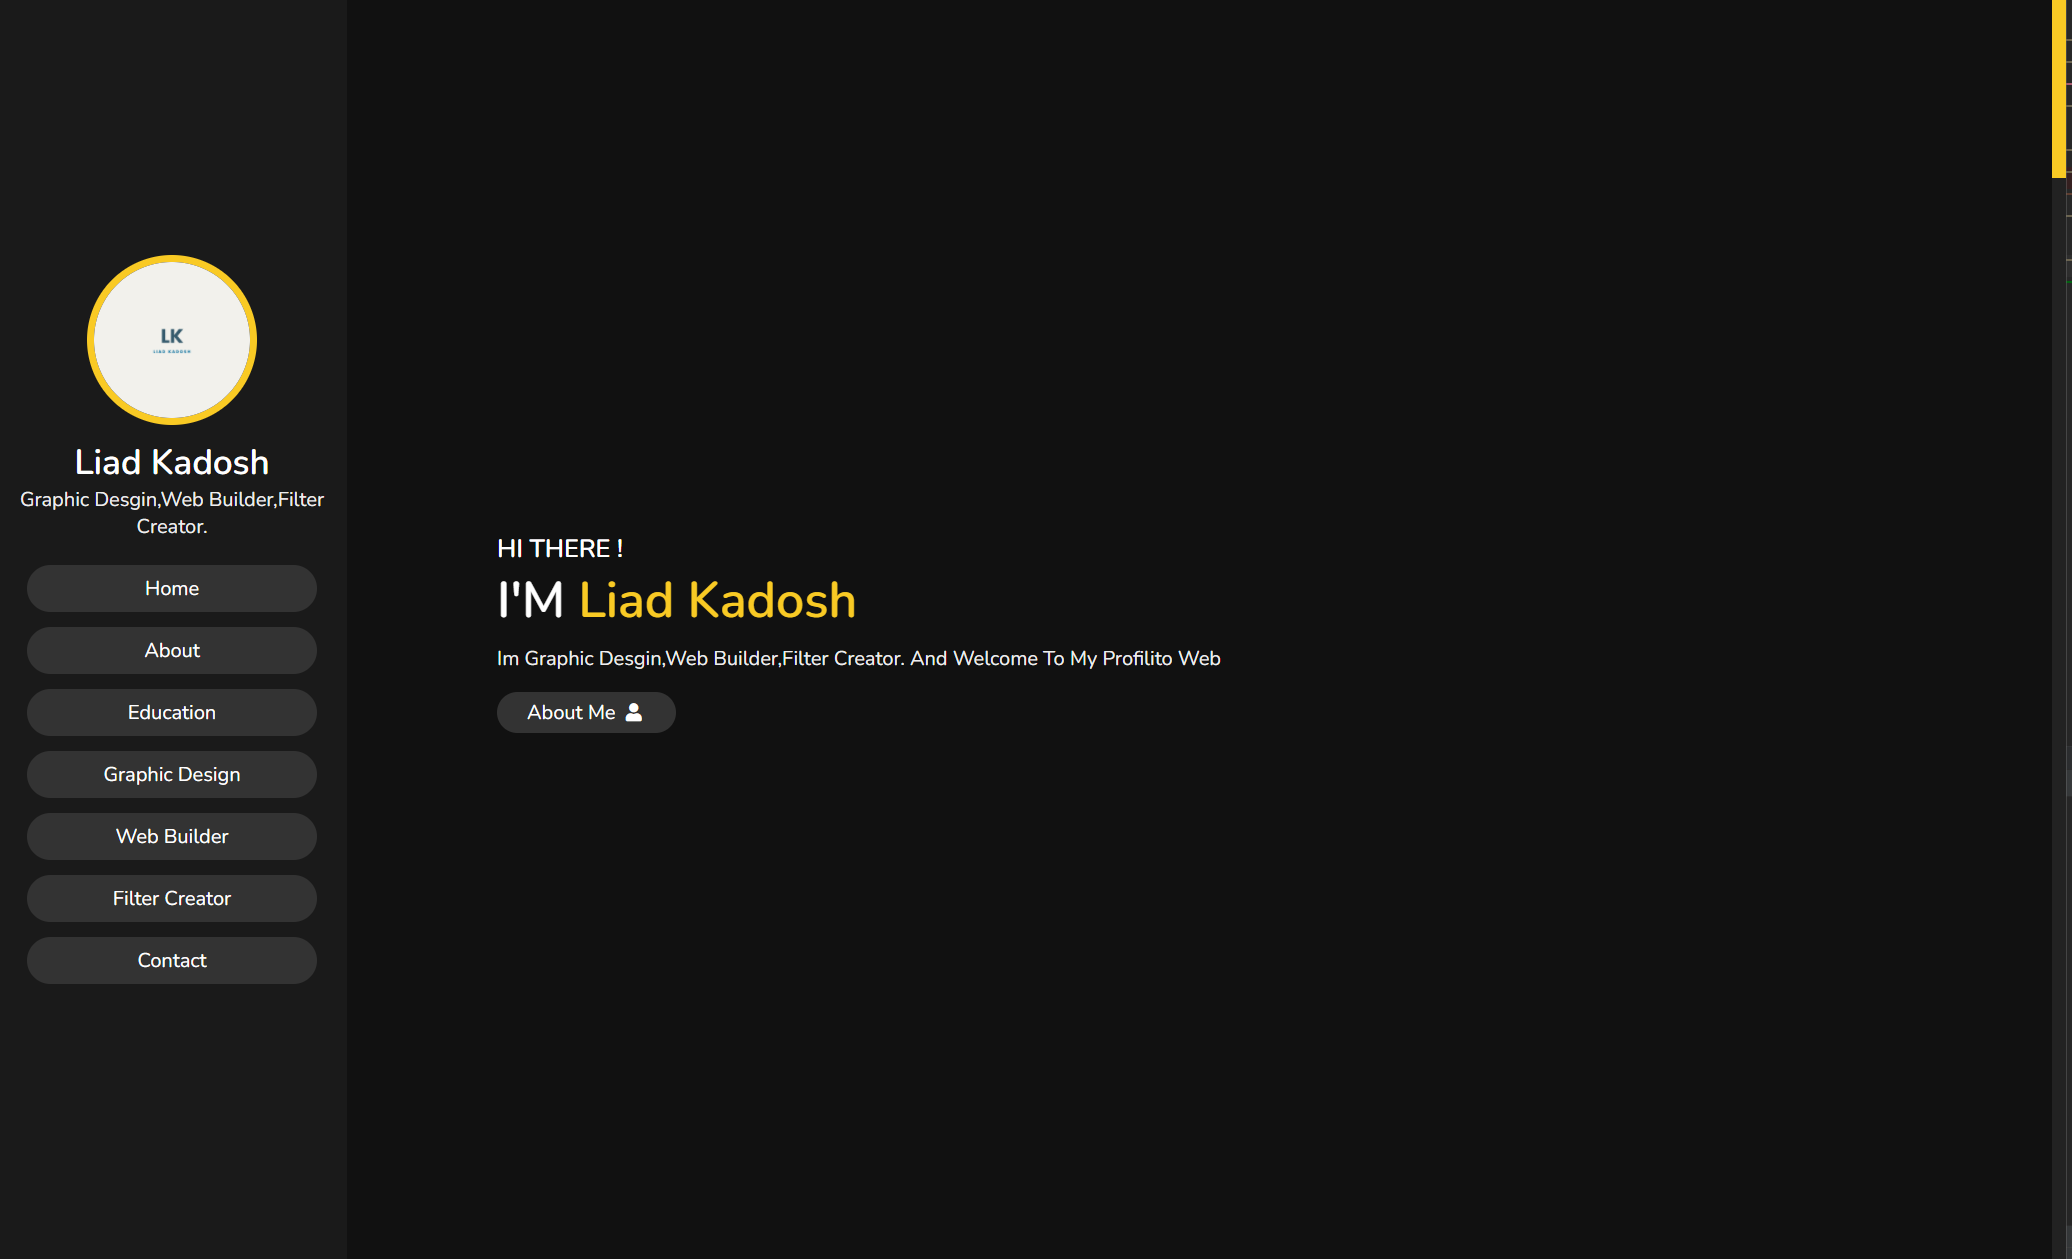 LK
LIAD KADOSH
Liad Kadosh
Graphic Desgin,Web Builder,Filter
Creator.
Home
About
Education
Graphic Design
Web Builder
Filter Creator
Contact
HI THERE !
I'M Liad Kadosh
Im Graphic Desgin,Web Builder,Filter Creator. And Welcome To My Profilito Web
About Me